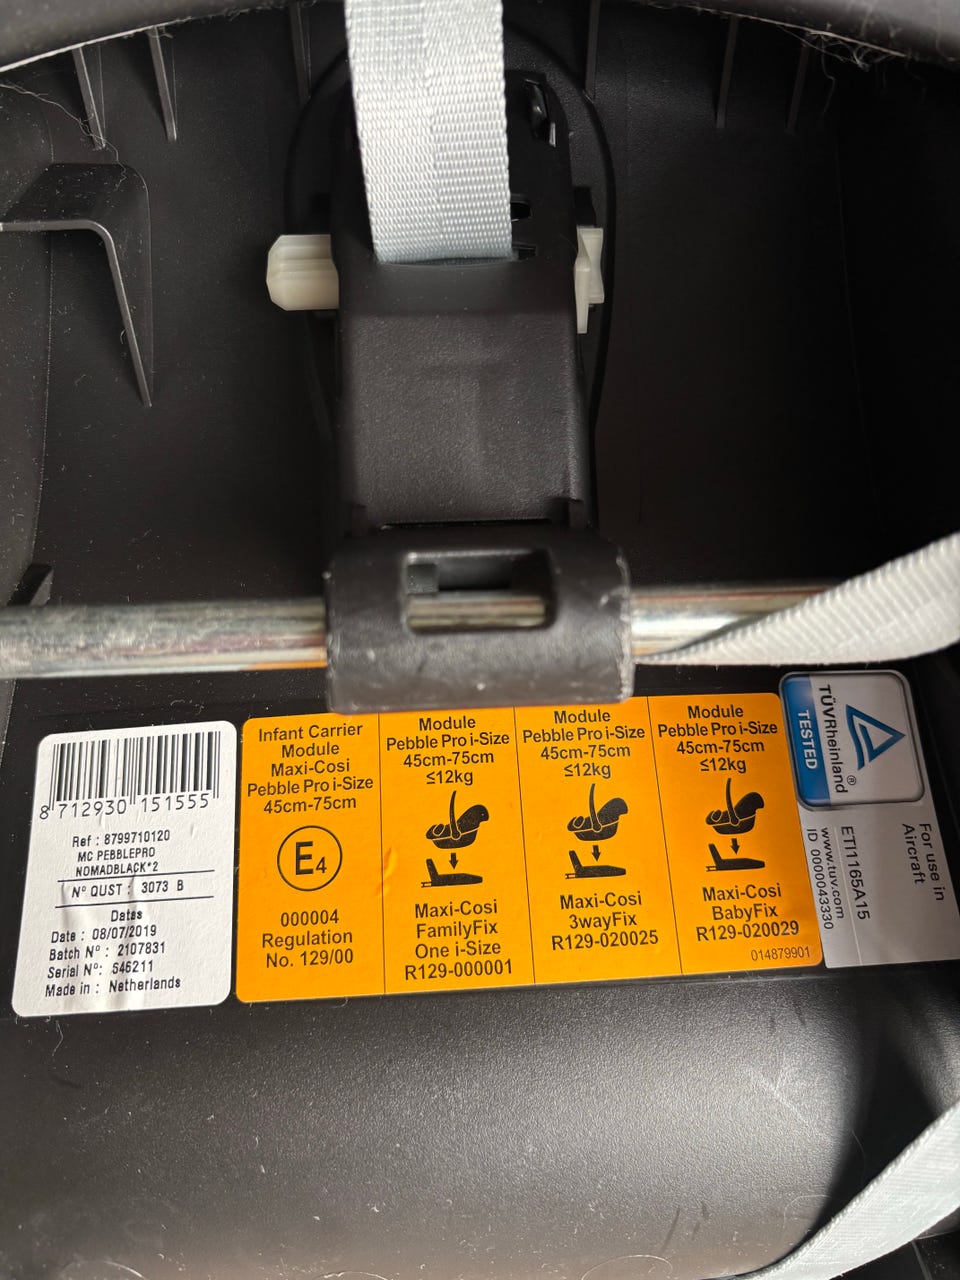 8 712930 151555
Ref : 8799710120
MC PEBBLEPRO
NOMADBLACK*2
N° QUST : 3073 B
Datas
Date : 08/07/2019
Batch N° : 2107831
Serial N°: 546211
Made in : Netherlands
Infant Carrier
Module
Maxi-Cosi
Pebble Pro i-Size
45cm-75cm
E4
000004
Regulation
No. 129/00
Module
Pebble Pro i-Size
45cm-75cm
≤12kg
Maxi-Cosi
FamilyFix
One i-Size
R129-000001
Module
Pebble Pro i-Size
45cm-75cm
≤12kg
Maxi-Cosi
3wayFix
R129-020025
Module
Pebble Pro i-Size
45cm-75cm
≤12kg
Maxi-Cosi
BabyFix
R129-020029
014879901
TÜVRheinland®
TESTED
For use in
Aircraft
ETI1165A15
www.tuv.com
ID 0000043330